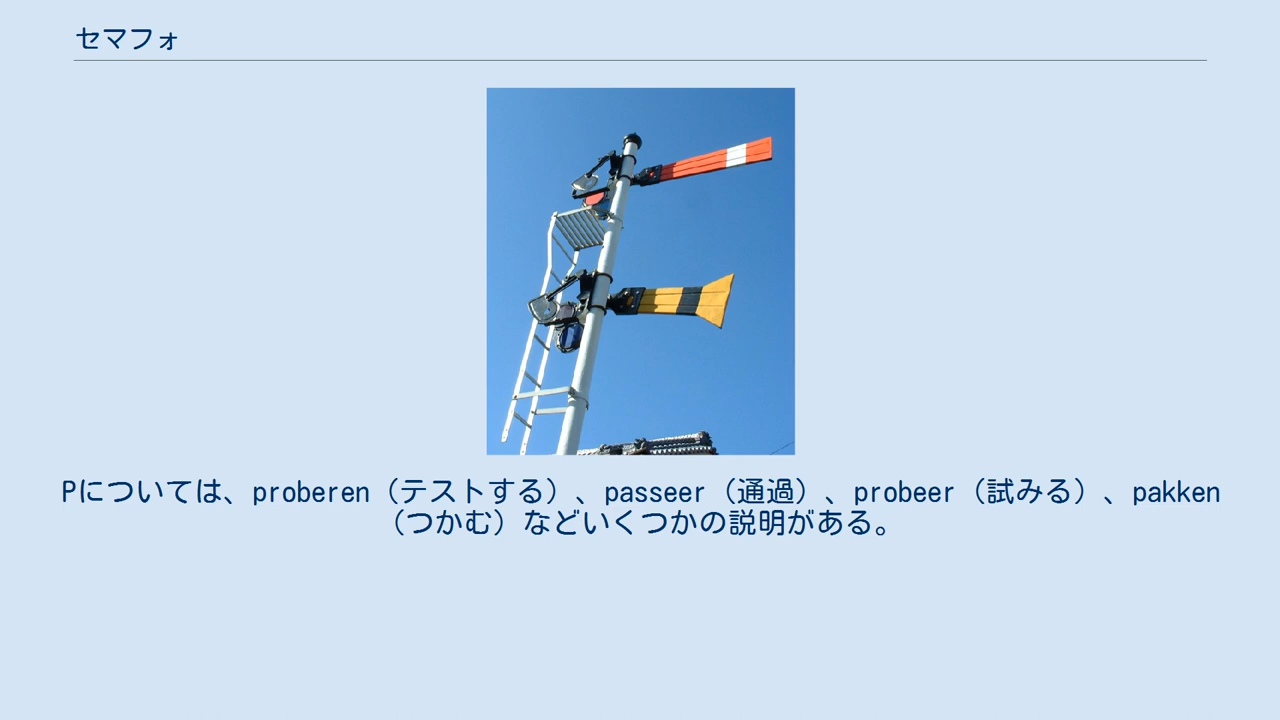 セマフォ
Pについては、proberen（テストする）、passeer（通過）、probeer（試みる）、pakken
（つかむ）などいくつかの説明がある。